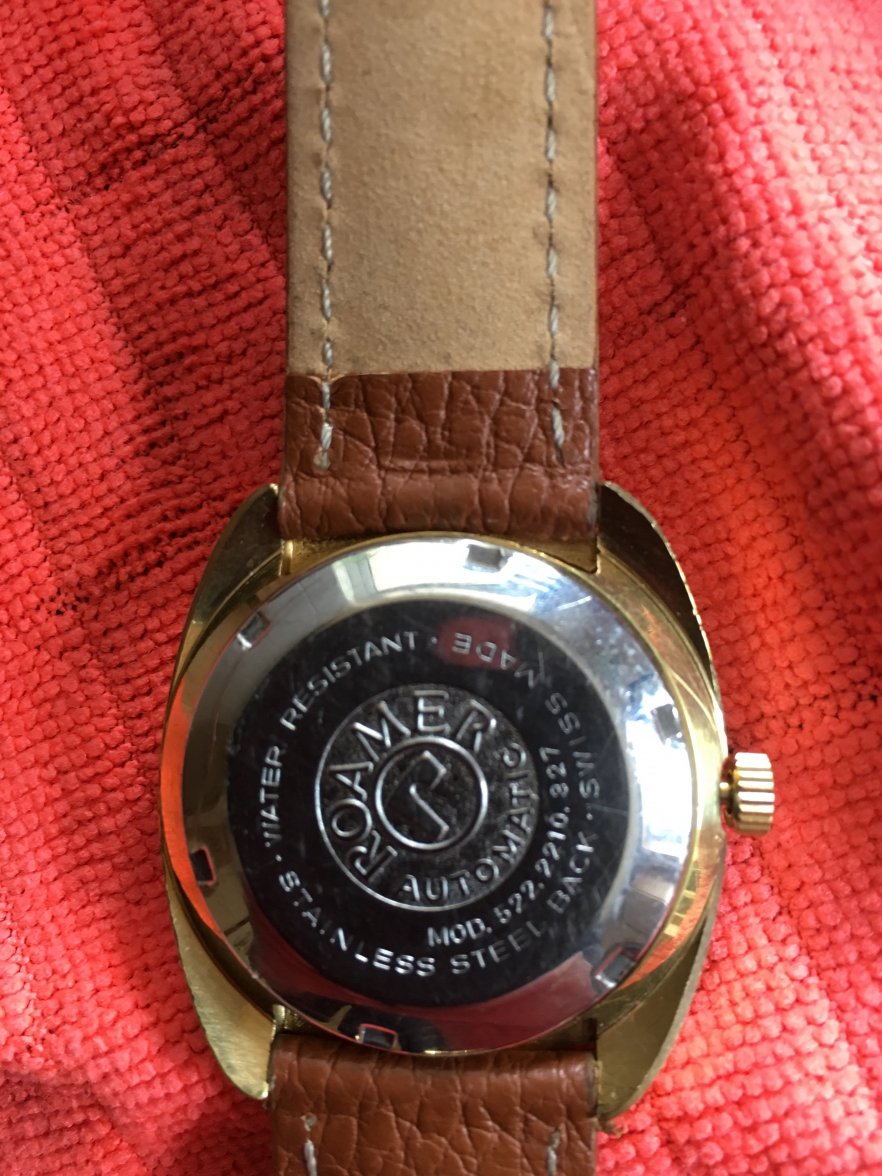 ROAMER
AUTOMATIC
MOD. 522.2210.327
WATER RESISTANT · SWISS MADE · STAINLESS STEEL BACK ·